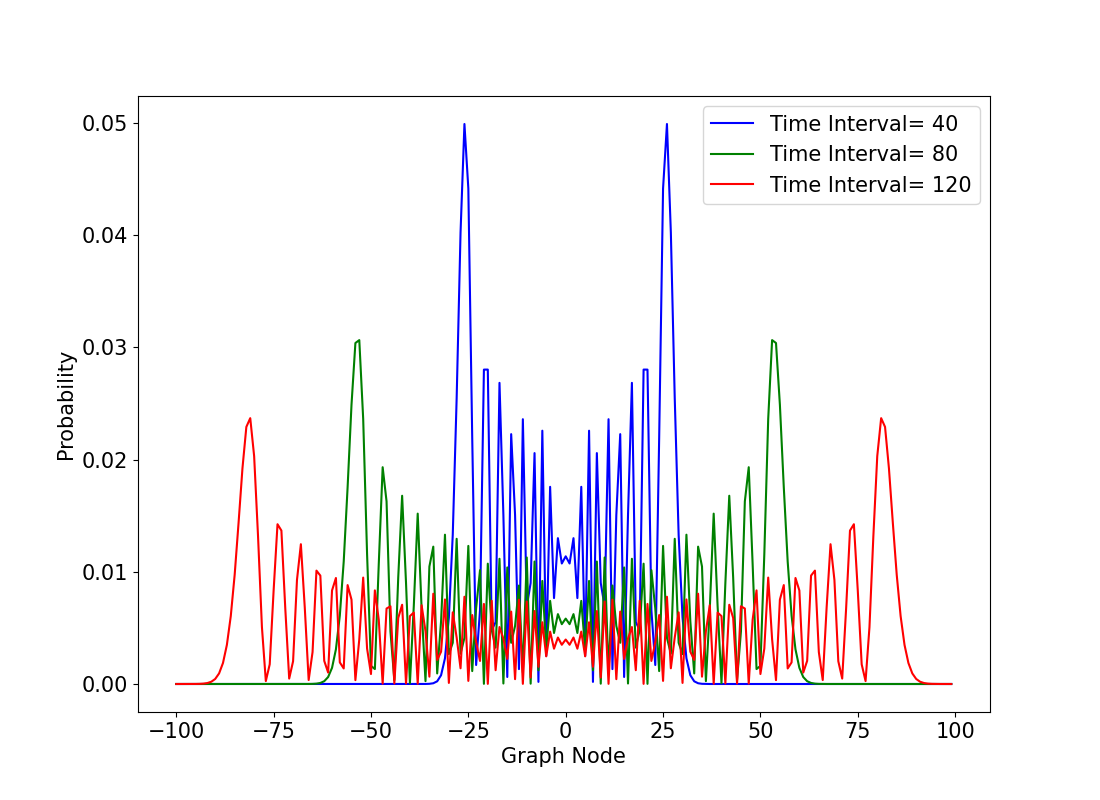 Time Interval= 40
Time Interval= 80
Time Interval= 120
Probability
0.05
0.04
0.03
0.02
0.01
0.00
−100 −75 −50 −25 0 25 50 75 100
Graph Node